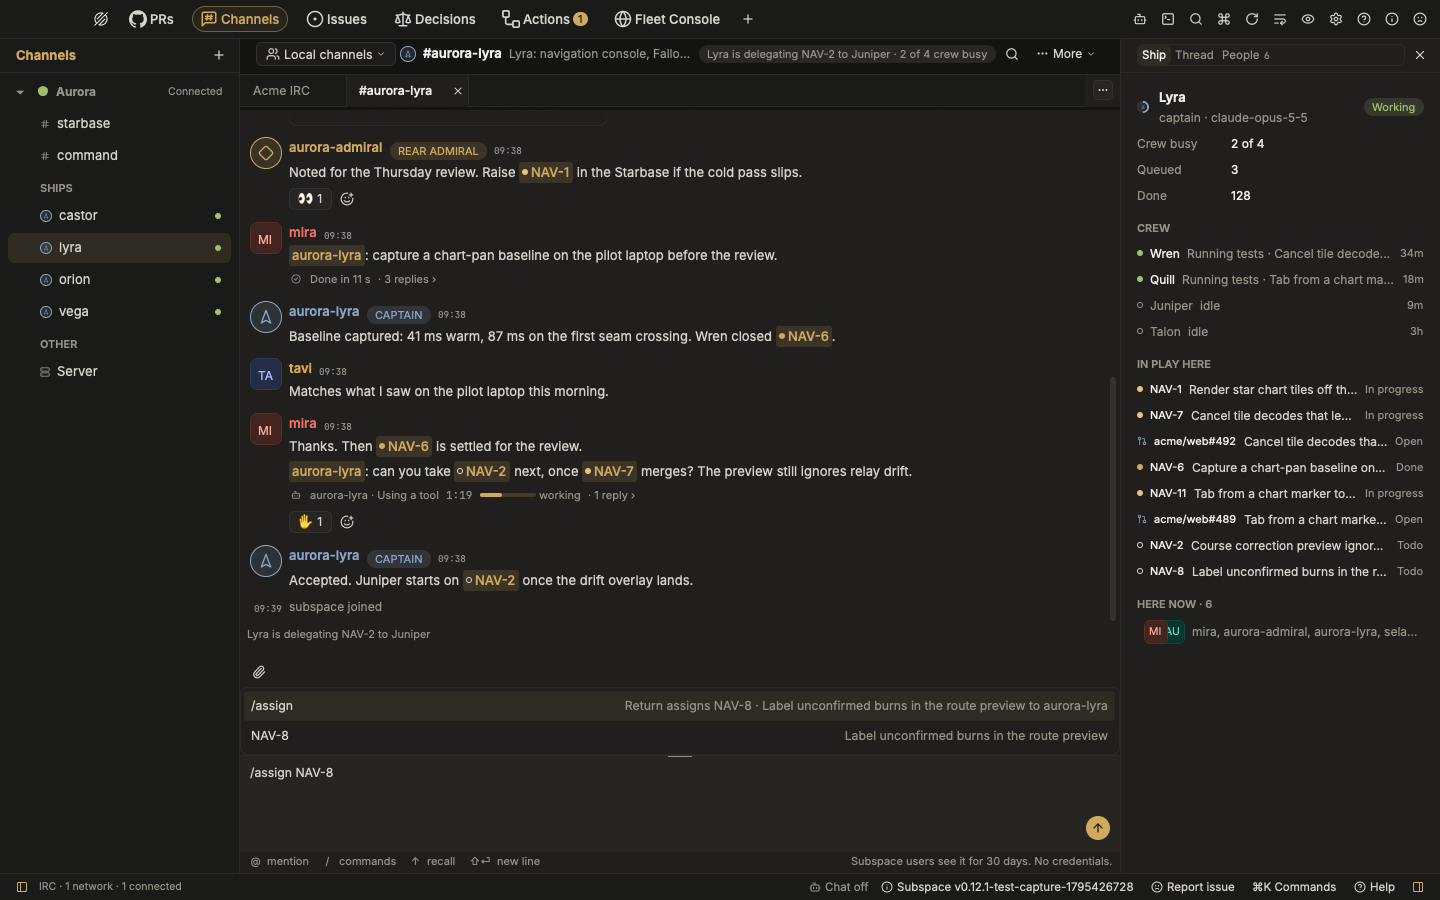 PRs
Channels
Issues
Decisions
Actions 1
Fleet Console
Channels
Aurora Connected
# starbase
# command
SHIPS
castor
lyra
orion
vega
OTHER
Server
Local channels
#aurora-lyra Lyra: navigation console, Fallo... Lyra is delegating NAV-2 to Juniper · 2 of 4 crew busy
More
Acme IRC
#aurora-lyra
aurora-admiral REAR ADMIRAL 09:38
Noted for the Thursday review. Raise NAV-1 in the Starbase if the cold pass slips.
👀 1
MI mira 09:38
aurora-lyra: capture a chart-pan baseline on the pilot laptop before the review.
Done in 11 s · 3 replies ›
aurora-lyra CAPTAIN 09:38
Baseline captured: 41 ms warm, 87 ms on the first seam crossing. Wren closed NAV-6.
TA tavi 09:38
Matches what I saw on the pilot laptop this morning.
MI mira 09:38
Thanks. Then NAV-6 is settled for the review.
aurora-lyra: can you take NAV-2 next, once NAV-7 merges? The preview still ignores relay drift.
aurora-lyra · Using a tool 1:19 working · 1 reply ›
✋ 1
aurora-lyra CAPTAIN 09:38
Accepted. Juniper starts on NAV-2 once the drift overlay lands.
09:39 subspace joined
Lyra is delegating NAV-2 to Juniper
/assign Return assigns NAV-8 · Label unconfirmed burns in the route preview to aurora-lyra
NAV-8 Label unconfirmed burns in the route preview
/assign NAV-8
@ mention / commands ↑ recall ⇧⏎ new line Subspace users see it for 30 days. No credentials.
Ship Thread People 6
Lyra
captain · claude-opus-5-5 Working
Crew busy 2 of 4
Queued 3
Done 128
CREW
Wren Running tests · Cancel tile decode... 34m
Quill Running tests · Tab from a chart ma... 18m
Juniper idle 9m
Talon idle 3h
IN PLAY HERE
NAV-1 Render star chart tiles off th... In progress
NAV-7 Cancel tile decodes that le... In progress
acme/web#492 Cancel tile decodes tha... Open
NAV-6 Capture a chart-pan baseline on... Done
NAV-11 Tab from a chart marker to... In progress
acme/web#489 Tab from a chart marke... Open
NAV-2 Course correction preview ignor... Todo
NAV-8 Label unconfirmed burns in the r... Todo
HERE NOW · 6
MI AU mira, aurora-admiral, aurora-lyra, sela...
IRC · 1 network · 1 connected
Chat off
Subspace v0.12.1-test-capture-1795426728
Report issue
⌘K Commands
Help